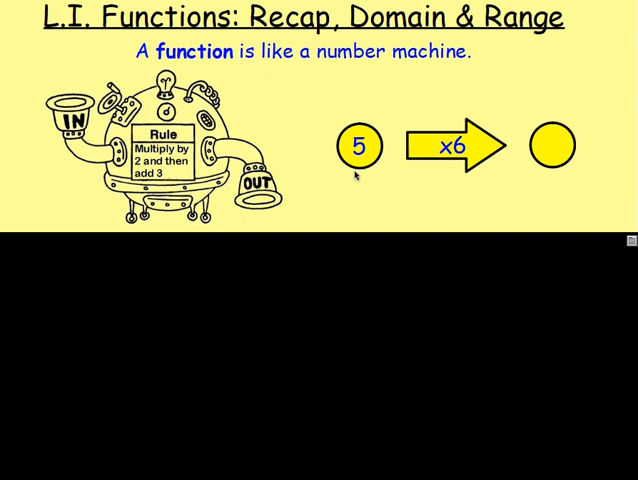 L.I. Functions: Recap, Domain & Range
A function is like a number machine.
IN
Rule
Multiply by
2 and then
add 3
OUT
5
x6